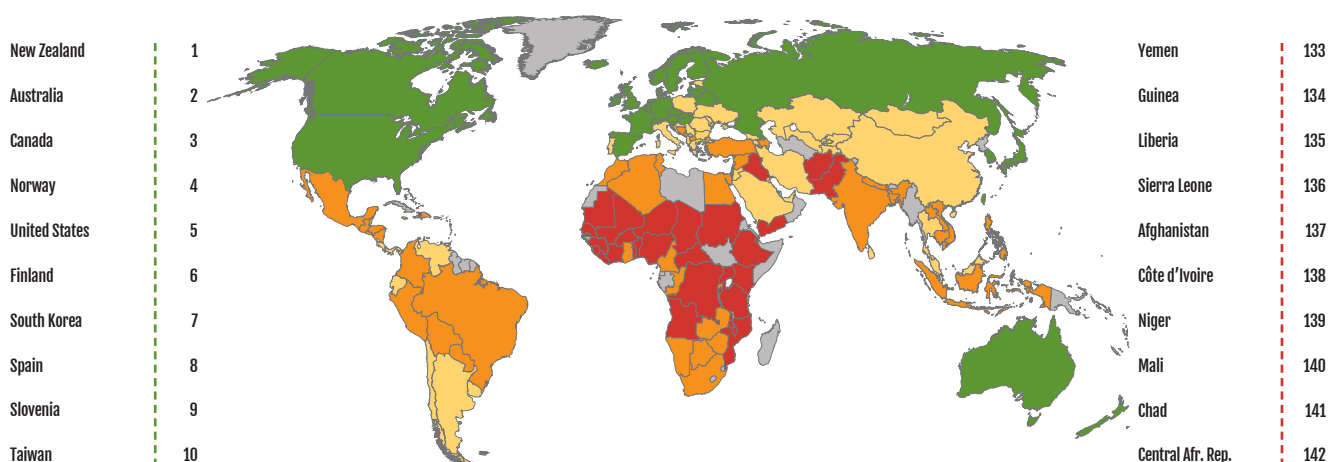 New Zealand 1
Australia 2
Canada 3
Norway 4
United States 5
Finland 6
South Korea 7
Spain 8
Slovenia 9
Taiwan 10
Yemen 133
Guinea 134
Liberia 135
Sierra Leone 136
Afghanistan 137
Côte d'Ivoire 138
Niger 139
Mali 140
Chad 141
Central Afr. Rep. 142